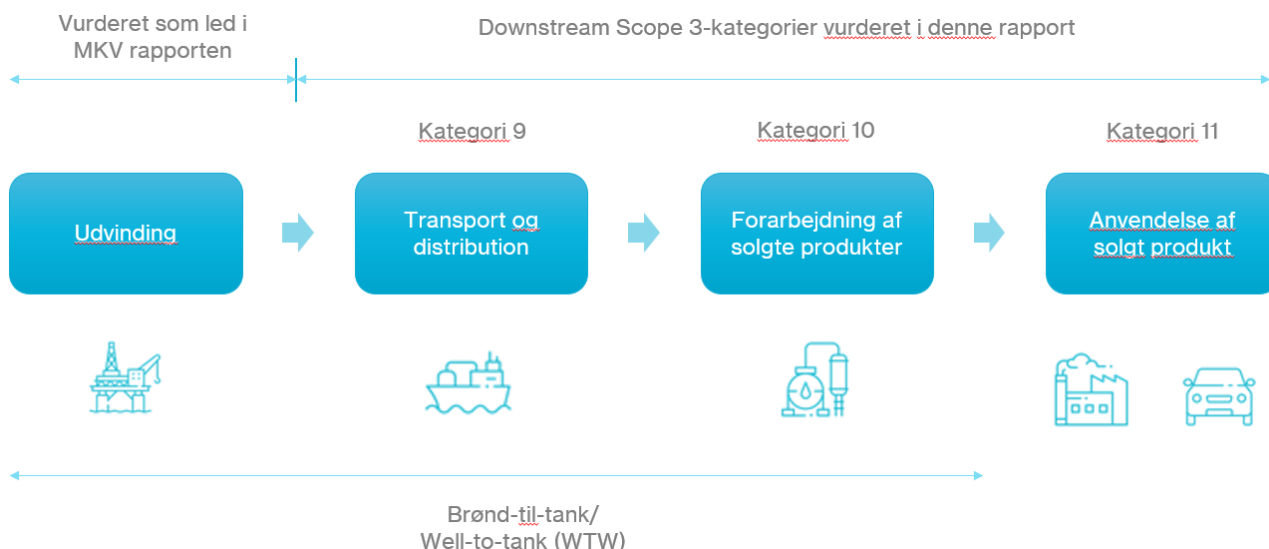 Vurderet som led i
MKV rapporten
Downstream Scope 3-kategorier vurderet i denne rapport
Kategori 9
Kategori 10
Kategori 11
Udvinding
Transport og
distribution
Forarbejdning af
solgte produkter
Anvendelse af
solgt produkt
Brønd-til-tank/
Well-to-tank (WTW)